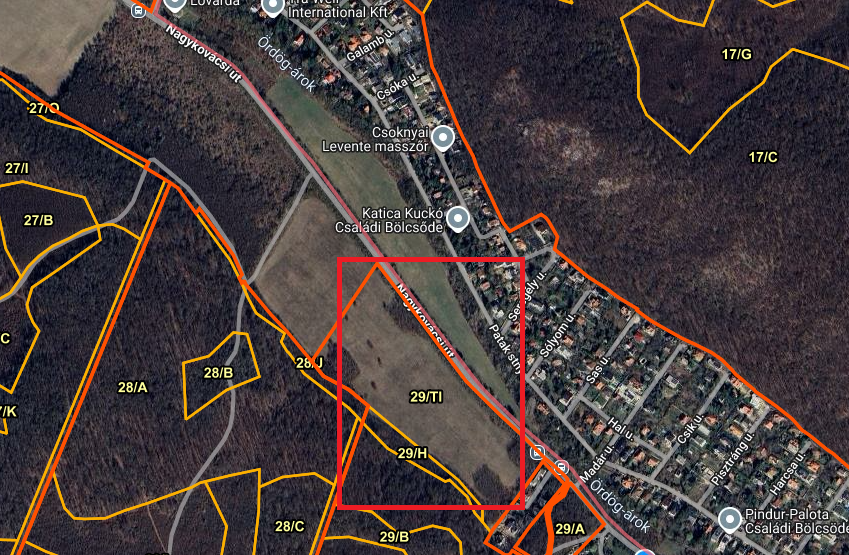 Lovarda
Tru Well
International Kft
17/G
Galamb u.
Nagykovácsi út
Ördög-árok
Csóka u.
27/O
Csoknyai
Levente masszőr
17/C
27/I
27/B
Katica Kuckó
Családi Bölcsőde
Nagykovácsi út
Patak stny.
Sólyom u.
28/J
28/B
28/A
Sas u.
29/TI
Hal u.
Csík u.
29/H
Madár u.
Pisztráng u.
Harcsa u.
Ördög-árok
28/C
29/B
29/A
Pindur-Palota
Családi Bölcsőde